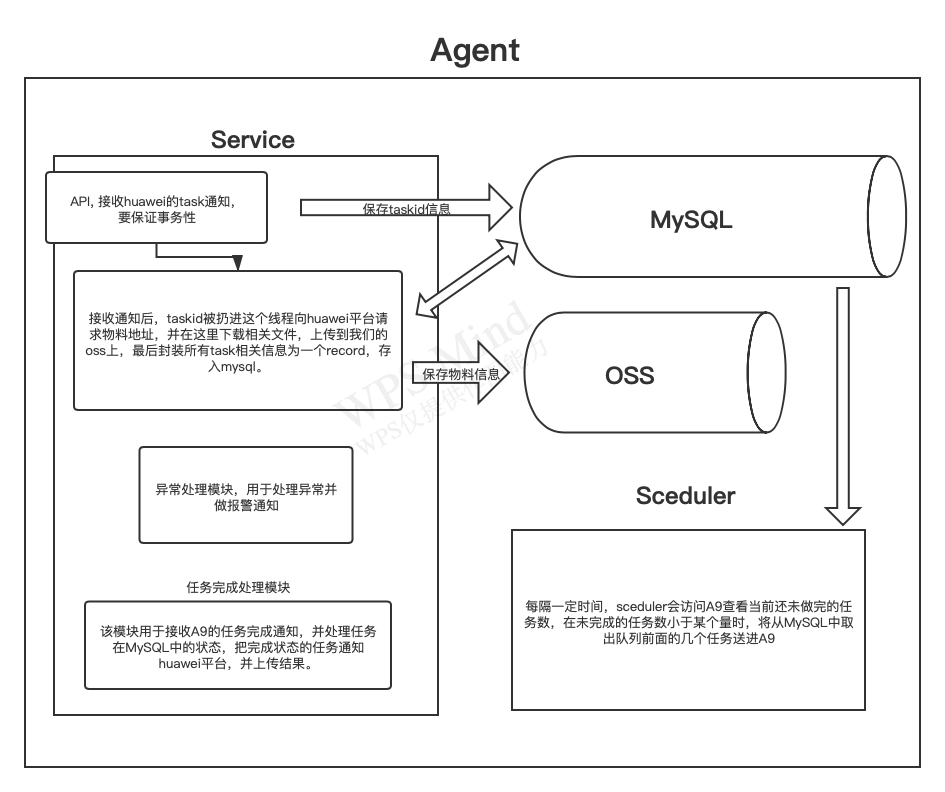 Agent
Service
API, 接收huawei的task通知，
要保证事务性
保存taskid信息
MySQL
接收通知后，taskid被扔进这个线程向huawei平台请
求物料地址，并在这里下载相关文件，上传到我们的
oss上，最后封装所有task相关信息为一个record，存
入mysql。
保存物料信息
OSS
异常处理模块，用于处理异常并
做报警通知
Sceduler
每隔一定时间，sceduler会访问A9查看当前还未做完的任
务数，在未完成的任务数小于某个量时，将从MySQL中取
出队列前面的几个任务送进A9
任务完成处理模块
该模块用于接收A9的任务完成通知，并处理任务
在MySQL中的状态，把完成状态的任务通知
huawei平台，并上传结果。
WPS Mind